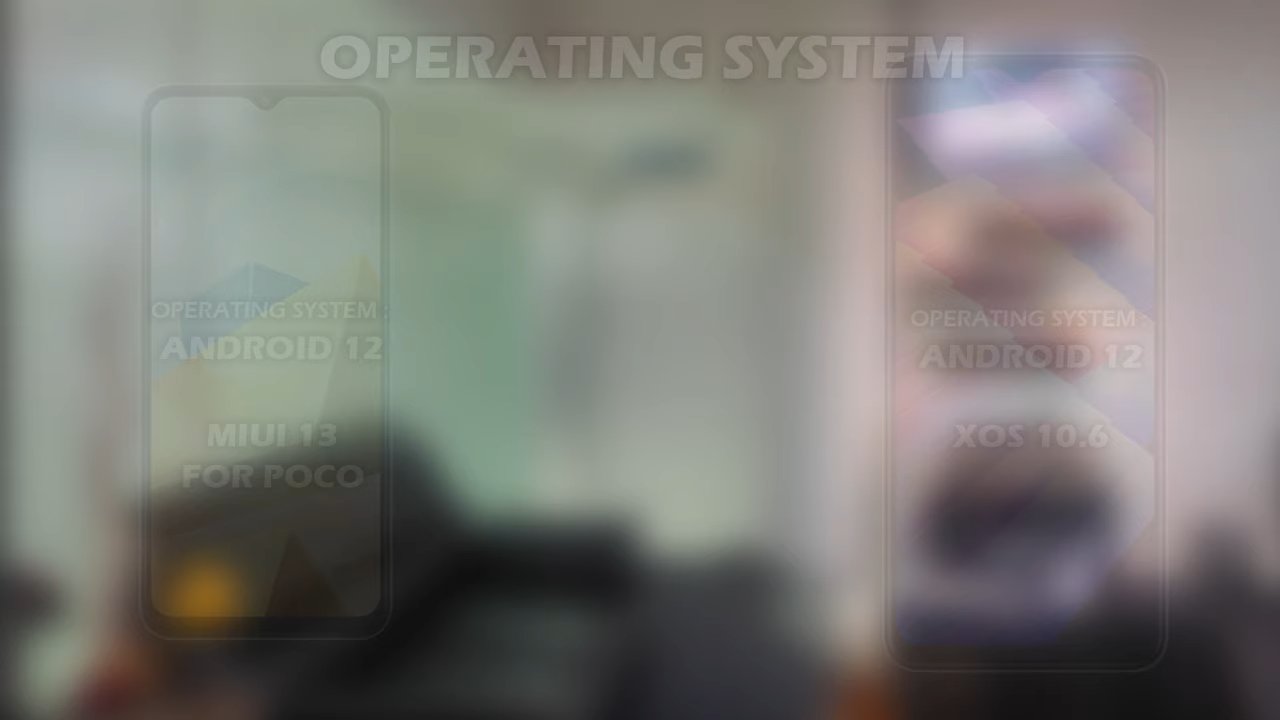 OPERATING SYSTEM
OPERATING SYSTEM :
ANDROID 12
MIUI 13
FOR POCO
OPERATING SYSTEM
ANDROID 12
XOS 10.6